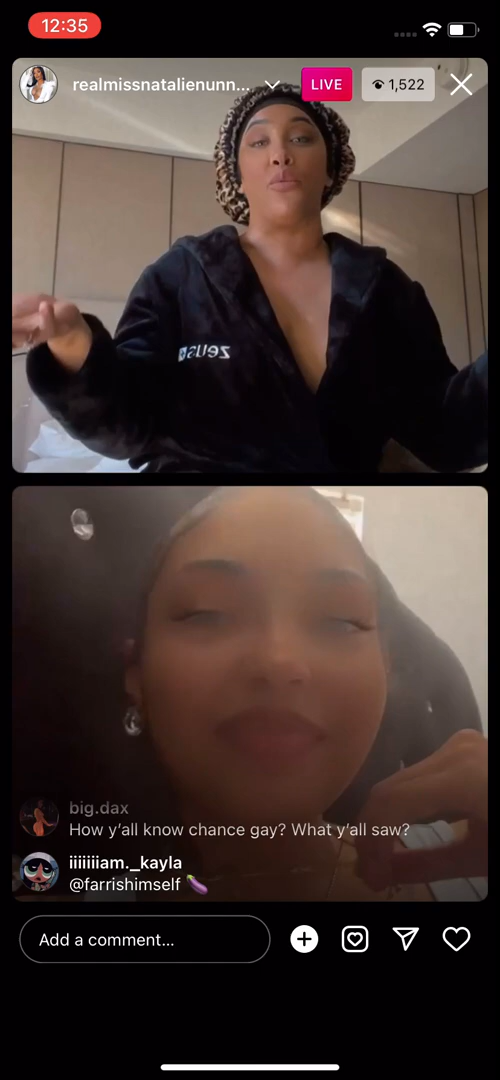 12:35
realmissnatalienunn...
LIVE
1,522
zeus
big.dax
How y'all know chance gay? What y'all saw?
iiiiiiiam._kayla
@farrishimself 🍆
Add a comment...